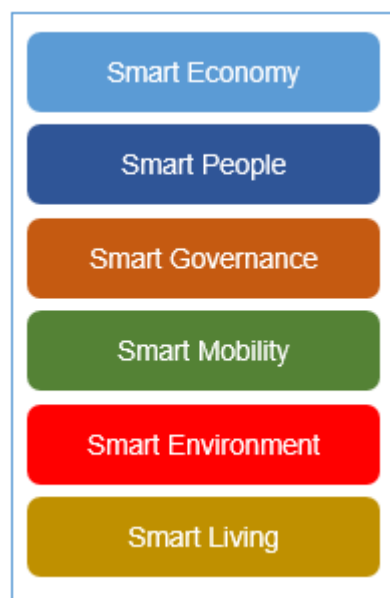 Smart Economy
Smart People
Smart Governance
Smart Mobility
Smart Environment
Smart Living